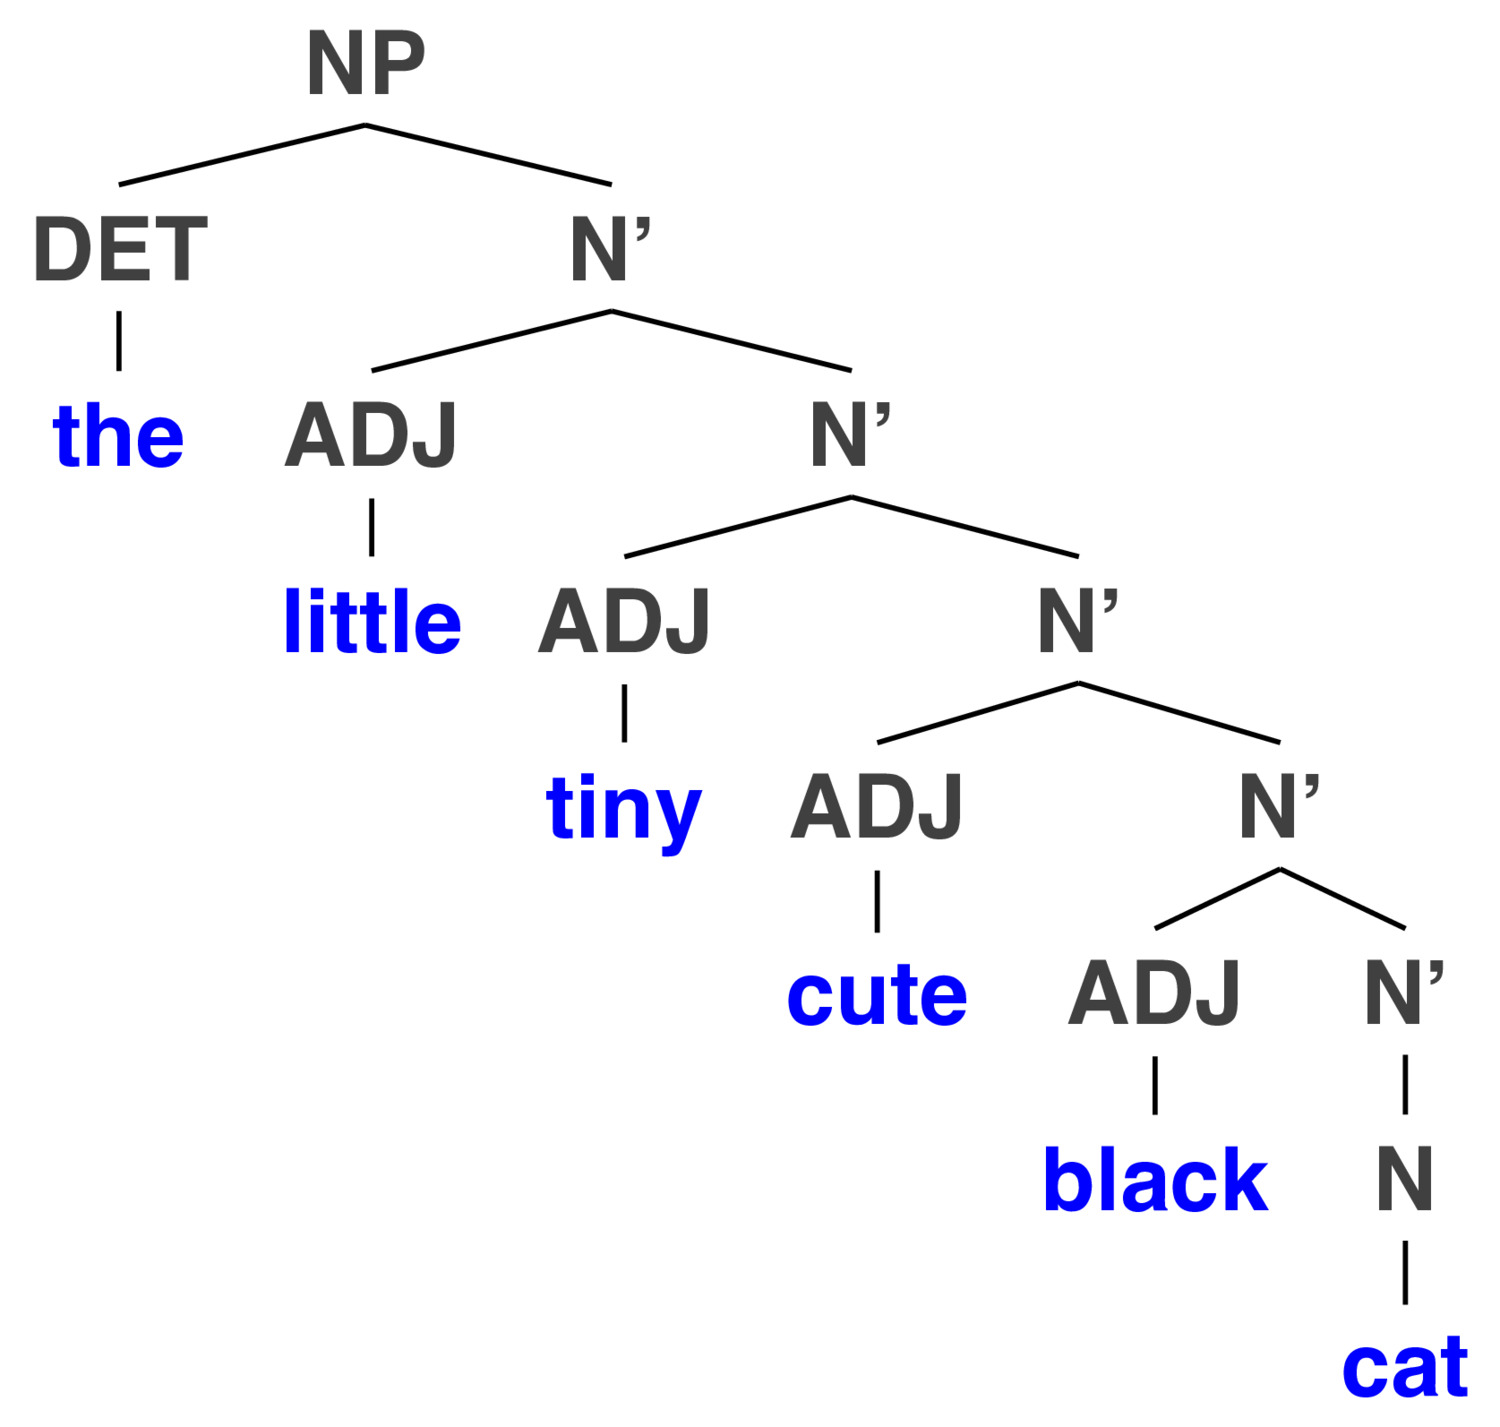 NP
DET N’
the ADJ N’
little ADJ N’
tiny ADJ N’
cute ADJ N’
black N
cat